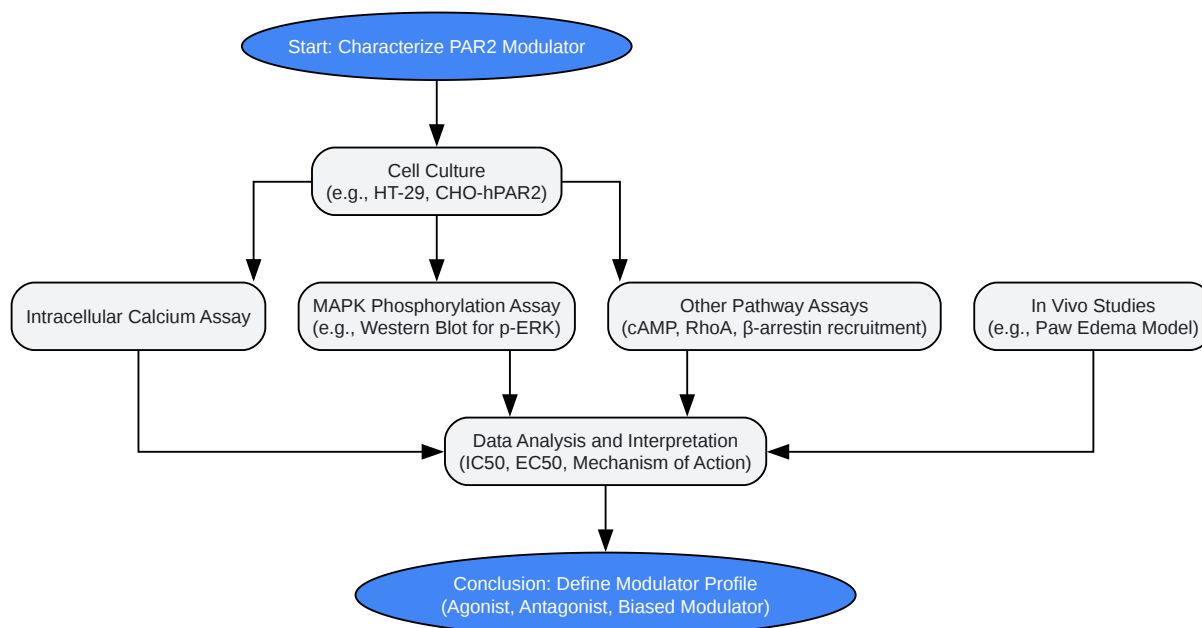 Start: Characterize PAR2 Modulator
Cell Culture
(e.g., HT-29, CHO-hPAR2)
Intracellular Calcium Assay
MAPK Phosphorylation Assay
(e.g., Western Blot for p-ERK)
Other Pathway Assays
(cAMP, RhoA, β-arrestin recruitment)
In Vivo Studies
(e.g., Paw Edema Model)
Data Analysis and Interpretation
(IC50, EC50, Mechanism of Action)
Conclusion: Define Modulator Profile
(Agonist, Antagonist, Biased Modulator)